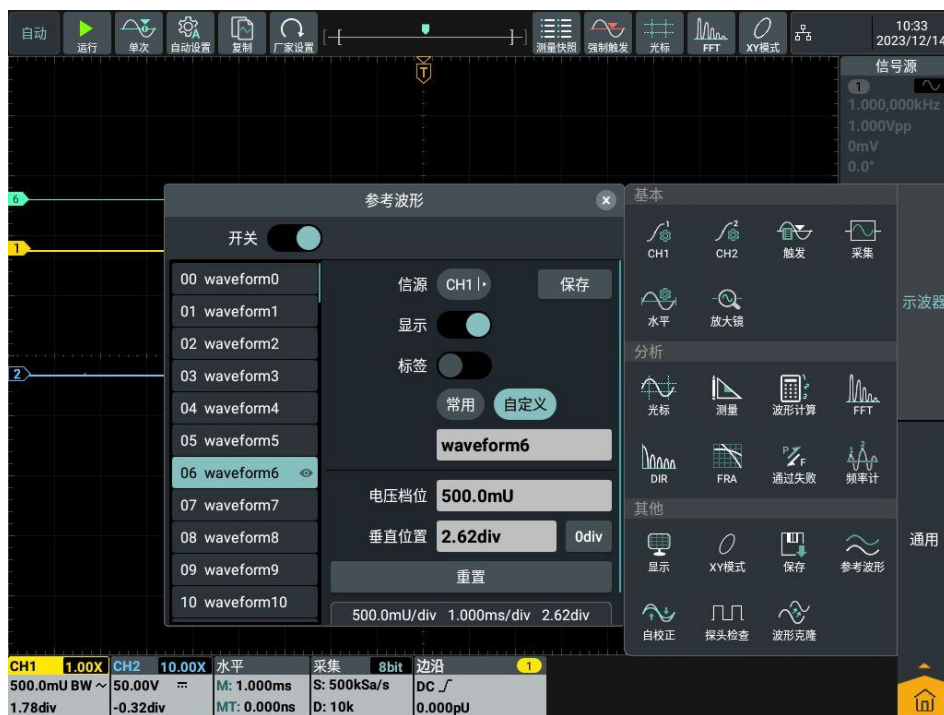 自动
运行
单次
自动设置
复制
厂家设置
测量快照
强制触发
光标
FFT
XY模式
10:33
2023/12/14
T
信号源
1
1.000,000kHz
1.000Vpp
0mV
0.0°
6
1
2
参考波形
开关
00 waveform0
01 waveform1
02 waveform2
03 waveform3
04 waveform4
05 waveform5
06 waveform6
07 waveform7
08 waveform8
09 waveform9
10 waveform10
信源 CH1 保存
显示
标签
常用 自定义
waveform6
电压档位 500.0mU
垂直位置 2.62div 0div
重置
500.0mU/div 1.000ms/div 2.62div
基本
CH1 CH2 触发 采集
水平 放大镜
分析
光标 测量 波形计算 FFT
DIR FRA 通过失败 频率计
其他
显示 XY模式 保存 参考波形
自校正 探头检查 波形克隆
示波器
通用
CH1 1.00X
500.0mU BW
1.78div
CH2 10.00X
50.00V
-0.32div
水平
M: 1.000ms
MT: 0.000ns
采集 8bit
S: 500kSa/s
D: 10k
边沿 1
DC
0.000pU